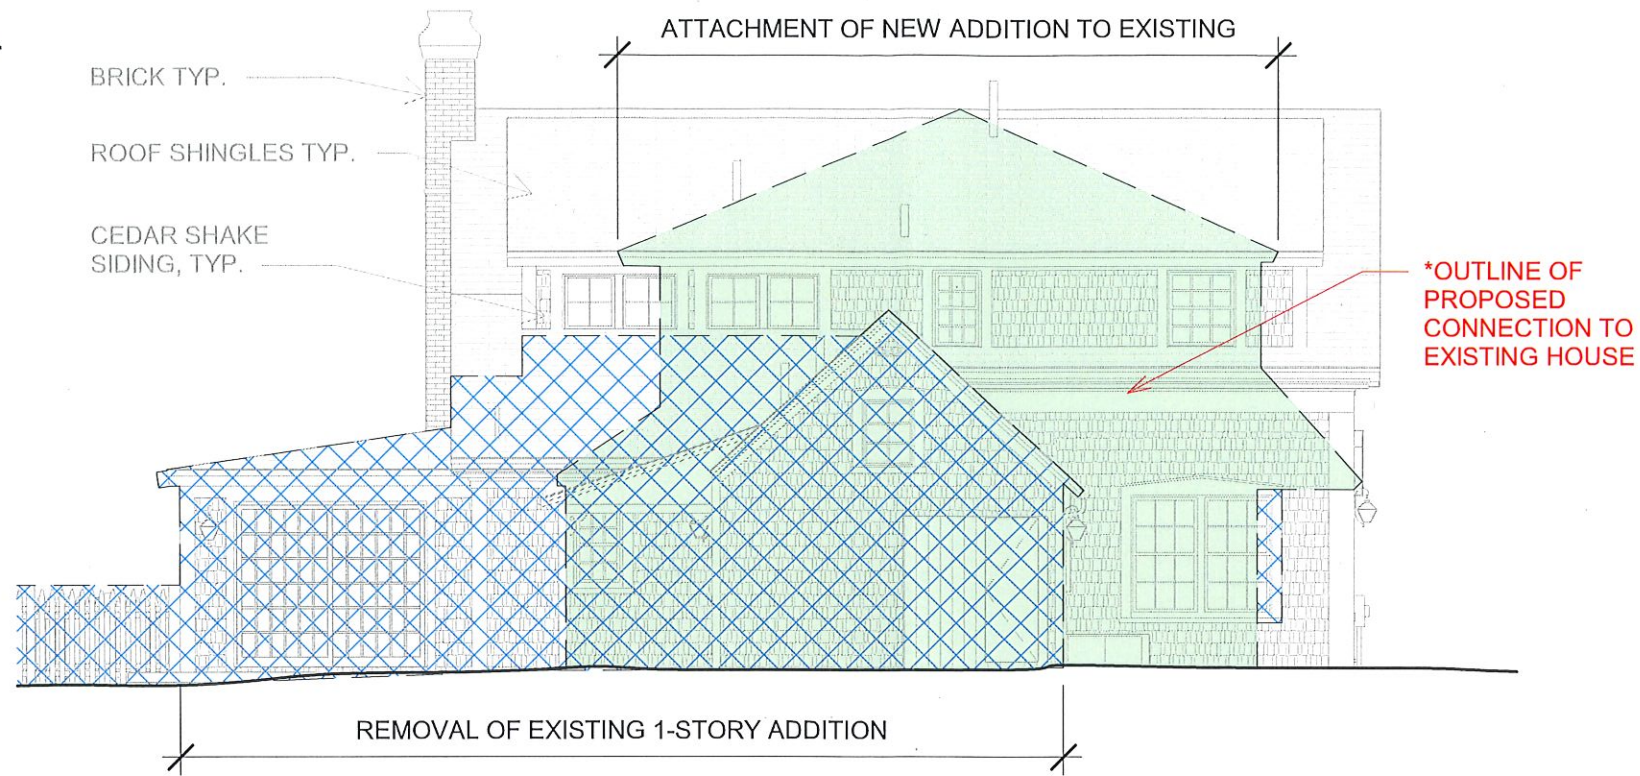 ATTACHMENT OF NEW ADDITION TO EXISTING
BRICK TYP.
ROOF SHINGLES TYP.
CEDAR SHAKE
SIDING, TYP.
*OUTLINE OF
PROPOSED
CONNECTION TO
EXISTING HOUSE
REMOVAL OF EXISTING 1-STORY ADDITION